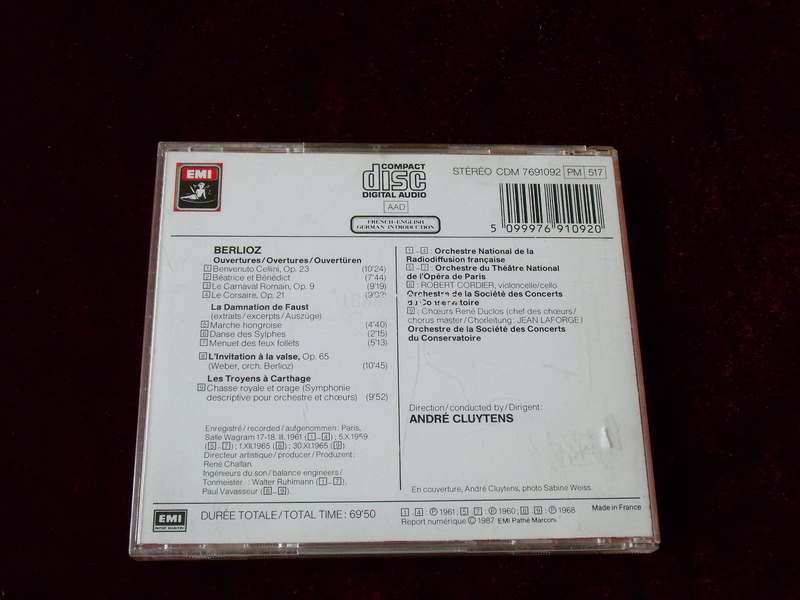 EMI
COMPACT
disc
DIGITAL AUDIO
AAD
FRENCH-ENGLISH
GERMAN INTRODUCTION
STÉRÉO CDM 7691092 PM 517
5 099976 910920
BERLIOZ
Ouvertures/Overtures/Ouvertüren
1 Benvenuto Cellini, Op. 23 (10'24)
2 Béatrice et Bénédict (7'44)
3 Le Carnaval Romain, Op. 9 (9'19)
4 Le Corsaire, Op. 21
La Damnation de Faust
(extraits/excerpts/Auszüge)
5 Marche hongroise (4'40)
6 Danse des Sylphes (2'15)
7 Menuet des feux follets (5'13)
8 L'Invitation à la valse, Op. 65
(Weber, orch. Berlioz) (10'45)
Les Troyens à Carthage
9 Chasse royale et orage (Symphonie
descriptive pour orchestre et chœurs) (9'52)
Enregistré/recorded/aufgenommen: Paris,
Salle Wagram 17-18. III. 1961 (1-4); 5.X.1959
(5-7); 1.XII.1965 (8); 30.XI.1965 (9)
Directeur artistique/producer/Produzent:
René Challan.
Ingénieurs du son/balance engineers/
Tonmeister: Walter Ruhlmann (1-7),
Paul Vavasseur (8-9).
1-4: Orchestre National de la
Radiodiffusion française
5-7: Orchestre du Théâtre National
de l'Opéra de Paris
8: ROBERT CORDIER, violoncelle/cello
Orchestre de la Société des Concerts
du Conservatoire
9: Chœurs René Duclos (chef des chœurs/
chorus master/Chorleitung: JEAN LAFORGE)
Orchestre de la Société des Concerts
du Conservatoire
Direction/conducted by/Dirigent:
ANDRÉ CLUYTENS
En couverture, André Cluytens, photo Sabine Weiss.
EMI
PATHÉ MARCONI
DURÉE TOTALE/TOTAL TIME: 69'50
1-4: ℗ 1961; 5-7: ℗ 1960; 8-9: ℗ 1968
Report numérique © 1987 EMI Pathé Marconi
Made in France